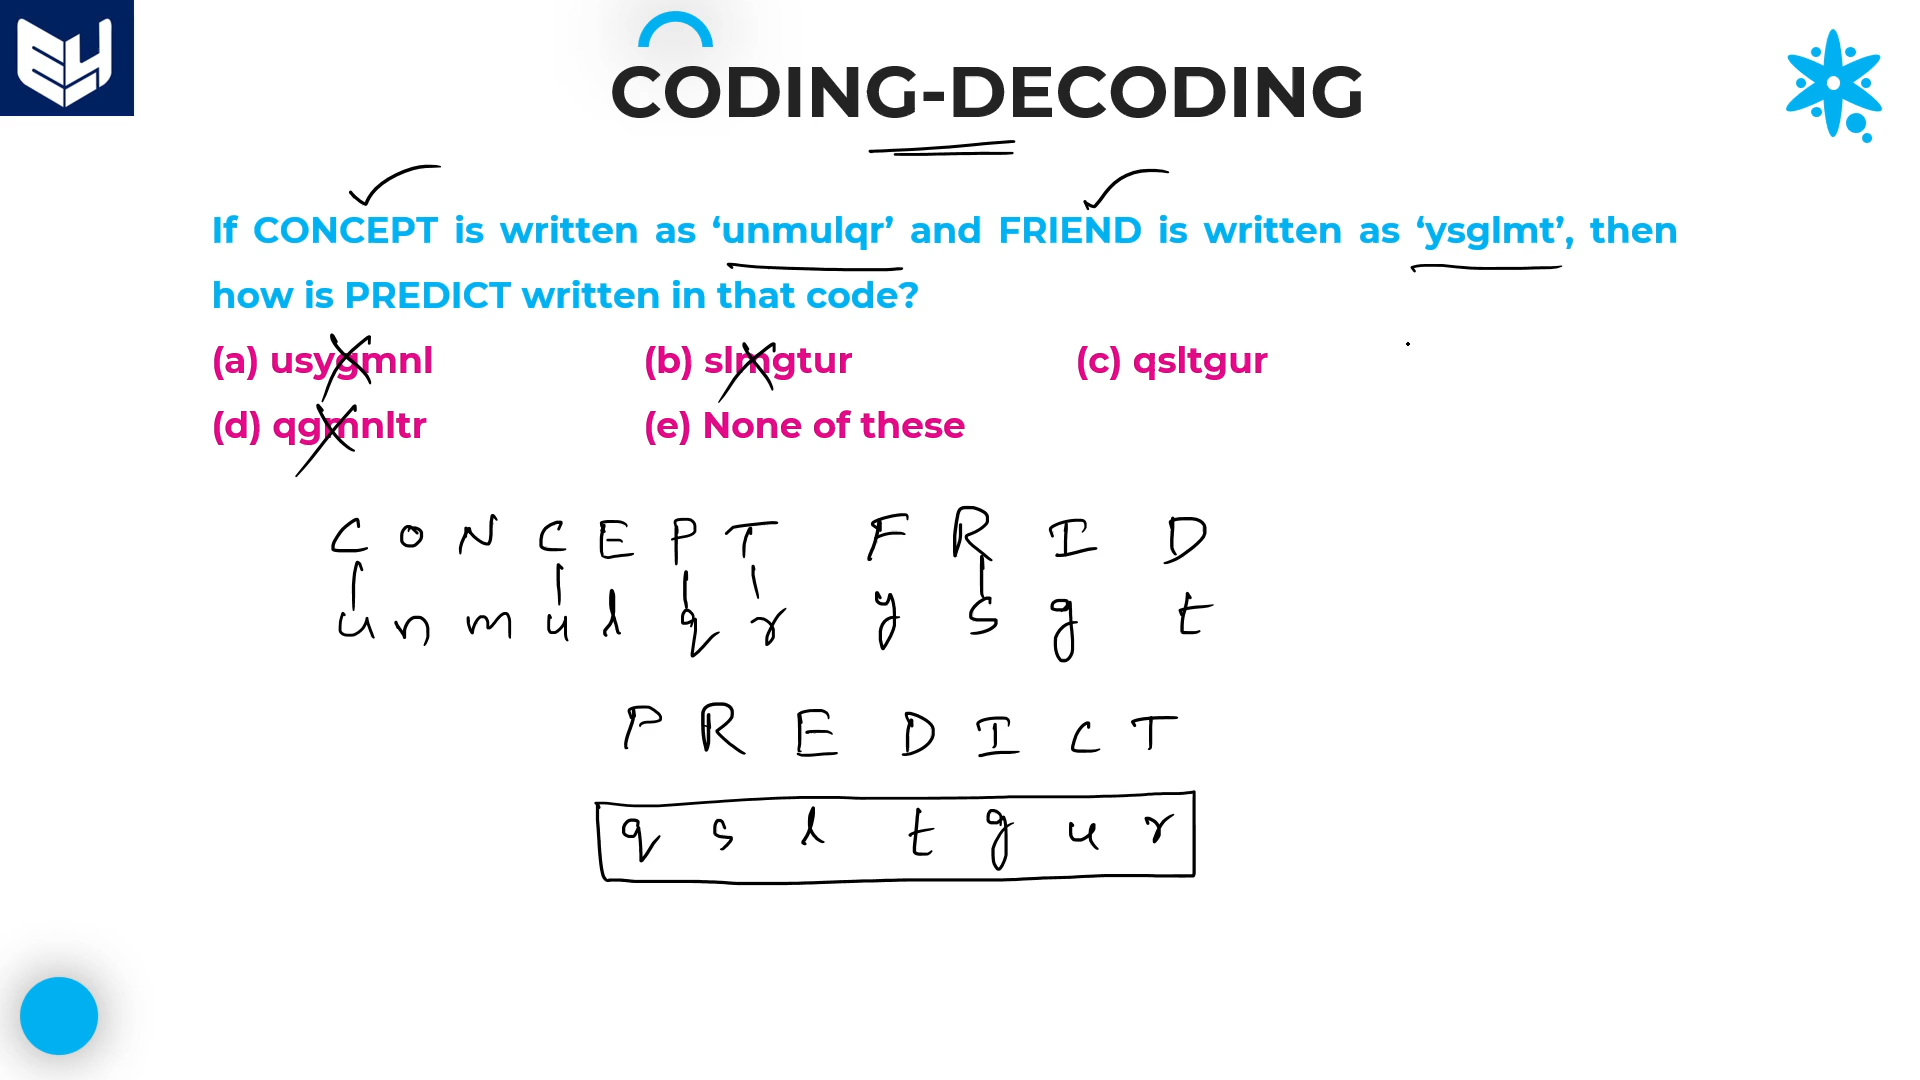 EY
CODING-DECODING
If CONCEPT is written as ‘unmulqr’ and FRIEND is written as ‘ysglmt’, then
how is PREDICT written in that code?
(a) usygmnl (b) slmgtur (c) qsltgur
(d) qgmnltr (e) None of these
C O N C E P T F R I D
u n m u l q r y s g t
P R E D I C T
q s l t g u r